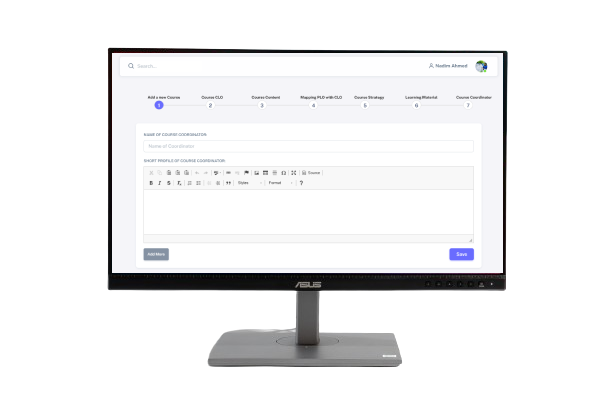 Search...
Nadim Ahmed
Add a new Course
Course CLO
Course Content
Mapping PLO with CLO
Course Strategy
Learning Material
Course Coordinator
1 2 3 4 5 6 7
NAME OF COURSE COORDINATOR:
Name of Coordinator
SHORT PROFILE OF COURSE COORDINATOR:
Source
B I S
Styles
Format
?
Add More
Save
ASUS